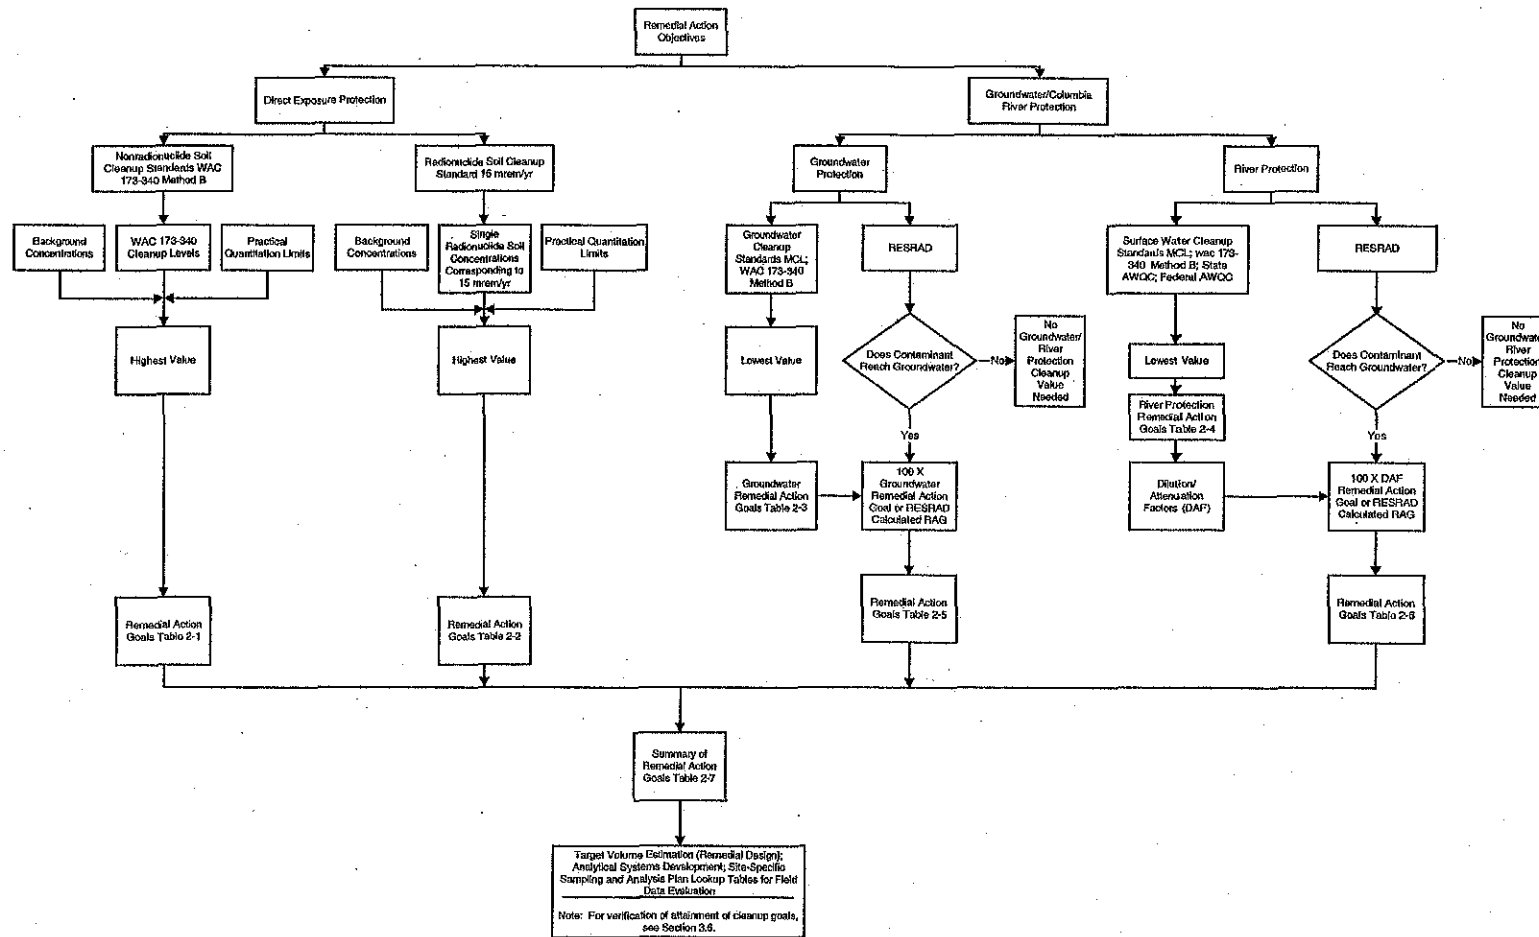 Remedial Action
Objectives
Direct Exposure Protection
Groundwater/Columbia
River Protection
Nonradionuclide Soil
Cleanup Standards WAC
173-340 Method B
Radionuclide Soil Cleanup
Standard 15 mrem/yr
Groundwater
Protection
River Protection
Background
Concentrations
WAC 173-340
Cleanup Levels
Practical
Quantitation Limits
Background
Concentrations
Single
Radionuclide Soil
Concentrations
Corresponding to
15 mrem/yr
Practical Quantitation
Limits
Groundwater
Cleanup
Standards MCL;
WAC 173-340
Method B
RESRAD
Surface Water Cleanup
Standards MCL; wac 173-
340 Method B; State
AWQC; Federal AWQC
RESRAD
Highest Value
Highest Value
Lowest Value
Does Contaminant
Reach Groundwater?
No
No
Groundwater/
River
Protection
Cleanup
Value
Needed
Lowest Value
Does Contaminant
Reach Groundwater?
No
No
Groundwater
River
Protection
Cleanup
Value
Needed
River Protection
Remedial Action
Goals Table 2-4
Yes
Yes
Groundwater
Remedial Action
Goals Table 2-3
100 X
Groundwater
Remedial Action
Goal or RESRAD
Calculated RAG
Dilution/
Attenuation
Factors (DAF)
100 X DAF
Remedial Action
Goal or RESRAD
Calculated RAG
Remedial Action
Goals Table 2-1
Remedial Action
Goals Table 2-2
Remedial Action
Goals Table 2-5
Remedial Action
Goals Table 2-6
Summary of
Remedial Action
Goals Table 2-7
Target Volume Estimation (Remedial Design);
Analytical Systems Development; Site-Specific
Sampling and Analysis Plan Lookup Tables for Field
Data Evaluation
Note: For verification of attainment of cleanup goals,
see Section 3.6.